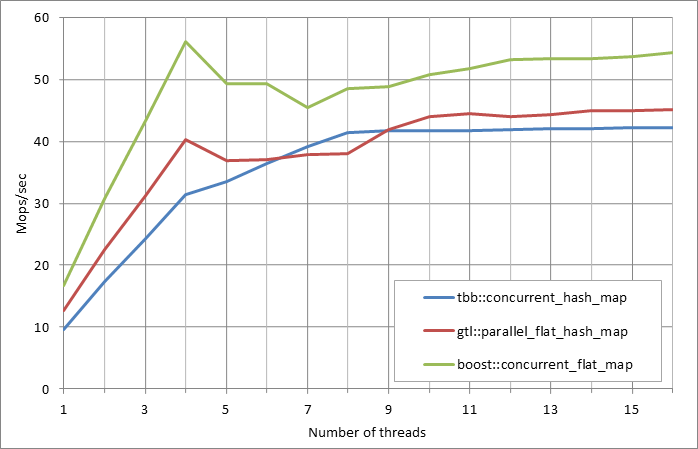 60
50
40
30
20
10
0
Mops/sec
tbb::concurrent_hash_map
gtl::parallel_flat_hash_map
boost::concurrent_flat_map
1 3 5 7 9 11 13 15
Number of threads